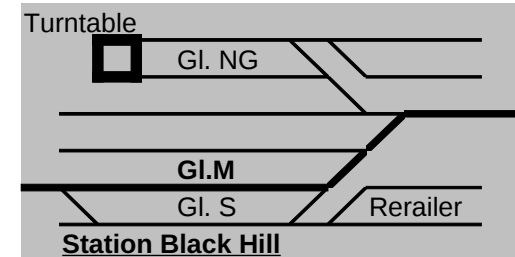 Turntable
Gl. NG
Gl.M
Gl. S
Rerailer
Station Black Hill